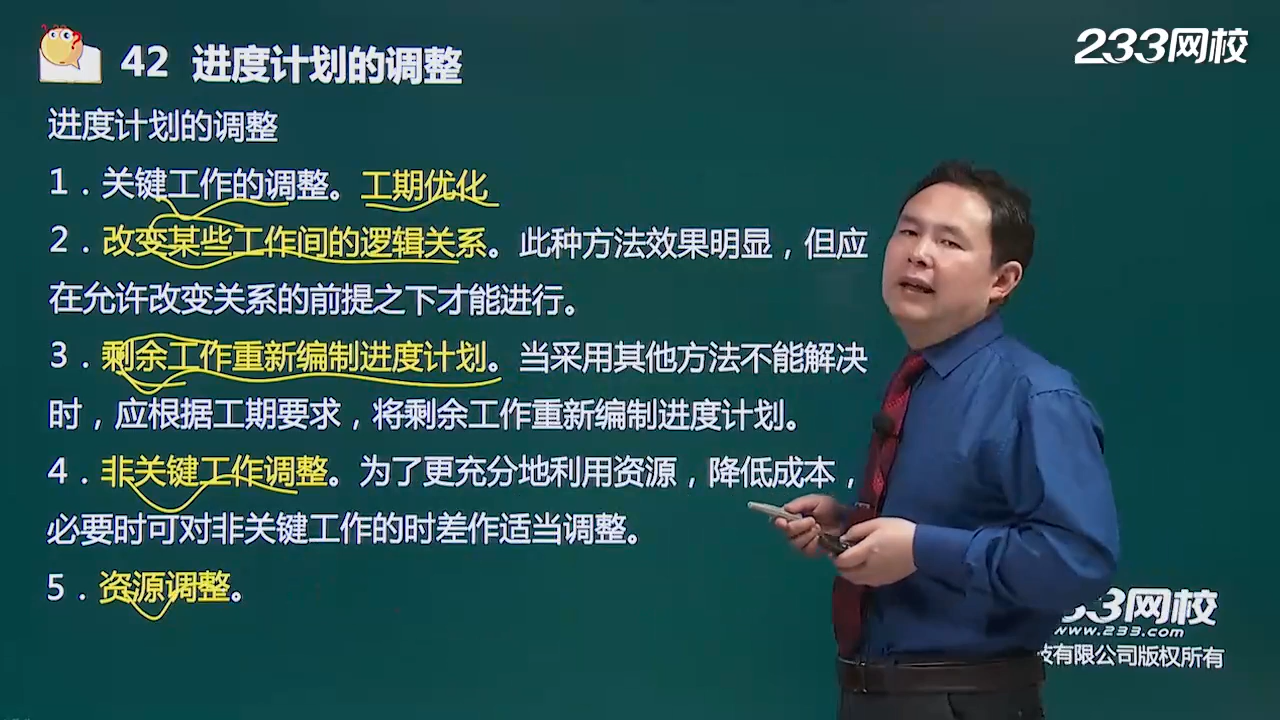 42 进度计划的调整
233网校
进度计划的调整
1．关键工作的调整。工期优化
2．改变某些工作间的逻辑关系。此种方法效果明显，但应
在允许改变关系的前提之下才能进行。
3．剩余工作重新编制进度计划。当采用其他方法不能解决
时，应根据工期要求，将剩余工作重新编制进度计划。
4．非关键工作调整。为了更充分地利用资源，降低成本，
必要时可对非关键工作的时差作适当调整。
5．资源调整。
233网校
www.233.com
技有限公司版权所有